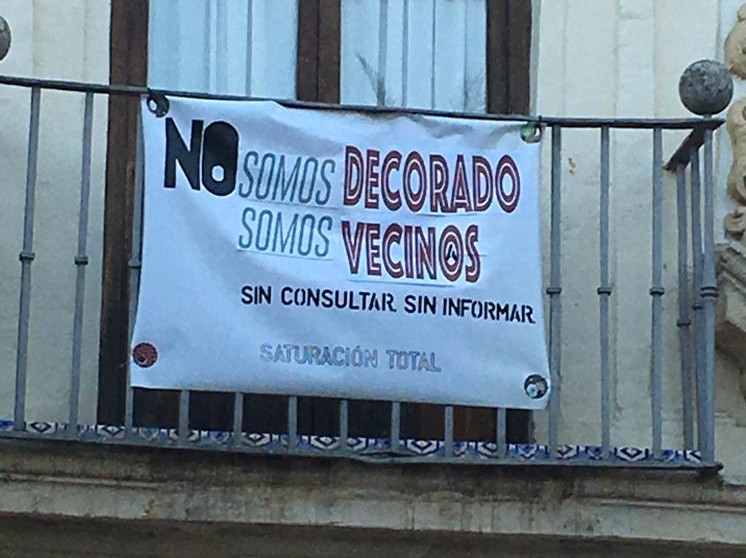 NO SOMOS DECORADO
SOMOS VECINOS
SIN CONSULTAR SIN INFORMAR
SATURACIÓN TOTAL